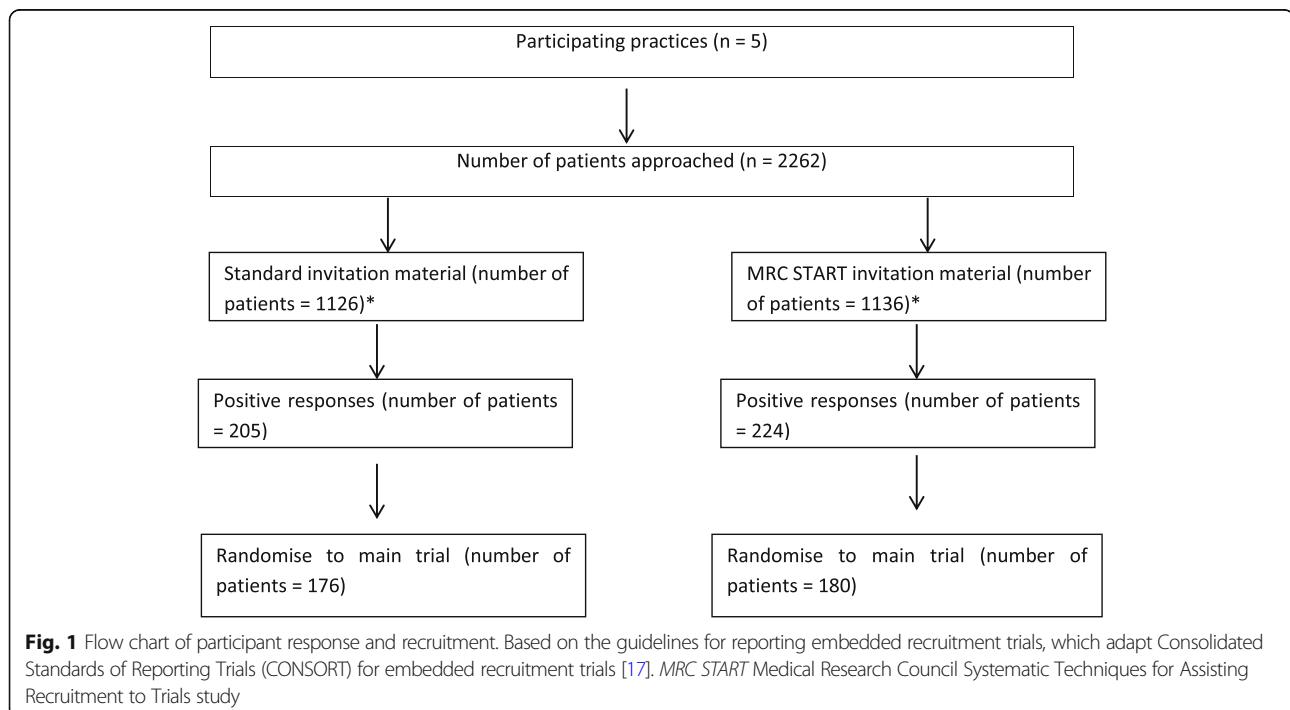 Participating practices (n = 5)
Number of patients approached (n = 2262)
Standard invitation material (number of
patients = 1126)*
MRC START invitation material (number
of patients = 1136)*
Positive responses (number of patients
= 205)
Positive responses (number of patients
= 224)
Randomise to main trial (number of
patients = 176)
Randomise to main trial (number of
patients = 180)
Fig. 1 Flow chart of participant response and recruitment. Based on the guidelines for reporting embedded recruitment trials, which adapt Consolidated
Standards of Reporting Trials (CONSORT) for embedded recruitment trials [17]. MRC START Medical Research Council Systematic Techniques for Assisting
Recruitment to Trials study